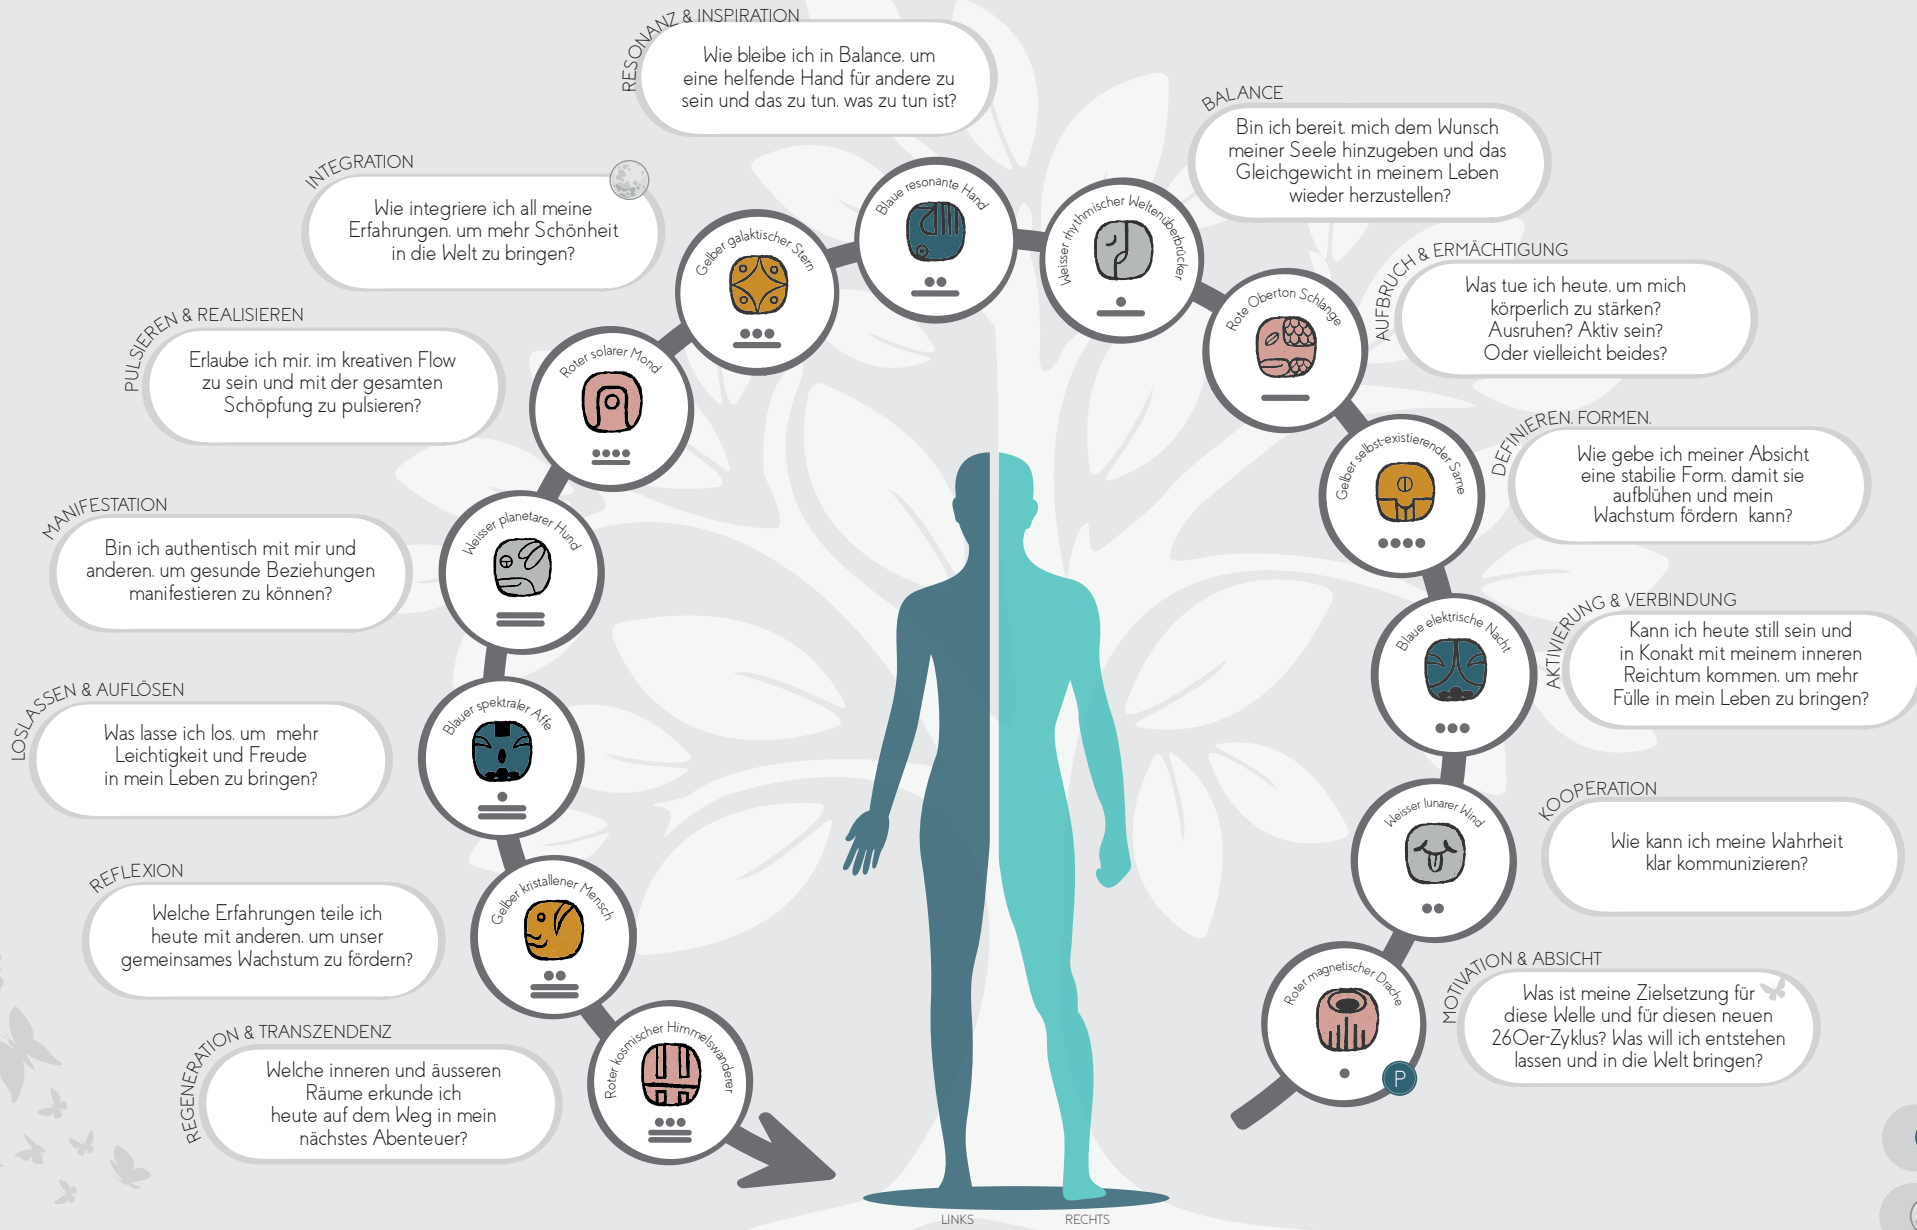 RESONANZ & INSPIRATION
Wie bleibe ich in Balance. um
eine helfende Hand für andere zu
sein und das zu tun. was zu tun ist?
BALANCE
Bin ich bereit. mich dem Wunsch
meiner Seele hinzugeben und das
Gleichgewicht in meinem Leben
wieder herzustellen?
INTEGRATION
Wie integriere ich all meine
Erfahrungen. um mehr Schönheit
in die Welt zu bringen?
Blaue resonante Hand
Weisser rhythmischer Weltenüberbrücker
Gelber galaktischer Stern
AUFBRUCH & ERMÄCHTIGUNG
Was tue ich heute. um mich
körperlich zu stärken?
Ausruhen? Aktiv sein?
Oder vielleicht beides?
Rote Oberton Schlange
PULSIEREN & REALISIEREN
Erlaube ich mir. im kreativen Flow
zu sein und mit der gesamten
Schöpfung zu pulsieren?
Roter solarer Mond
DEFINIEREN. FORMEN.
Wie gebe ich meiner Absicht
eine stabilie Form. damit sie
aufblühen und mein
Wachstum fördern kann?
Gelber selbst-existierender Same
MANIFESTATION
Bin ich authentisch mit mir und
anderen. um gesunde Beziehungen
manifestieren zu können?
Weisser planetarer Hund
AKTIVIERUNG & VERBINDUNG
Kann ich heute still sein und
in Konakt mit meinem inneren
Reichtum kommen. um mehr
Fülle in mein Leben zu bringen?
Blaue elektrische Nacht
LOSLASSEN & AUFLÖSEN
Was lasse ich los. um mehr
Leichtigkeit und Freude
in mein Leben zu bringen?
Blauer spektraler Affe
KOOPERATION
Wie kann ich meine Wahrheit
klar kommunizieren?
Weisser lunarer Wind
REFLEXION
Welche Erfahrungen teile ich
heute mit anderen. um unser
gemeinsames Wachstum zu fördern?
Gelber kristallener Mensch
MOTIVATION & ABSICHT
Was ist meine Zielsetzung für
diese Welle und für diesen neuen
260er-Zyklus? Was will ich entstehen
lassen und in die Welt bringen?
Roter magnetischer Drache
P
REGENERATION & TRANSZENDENZ
Welche inneren und äusseren
Räume erkunde ich
heute auf dem Weg in mein
nächstes Abenteuer?
Roter kosmischer Himmelswanderer
LINKS
RECHTS